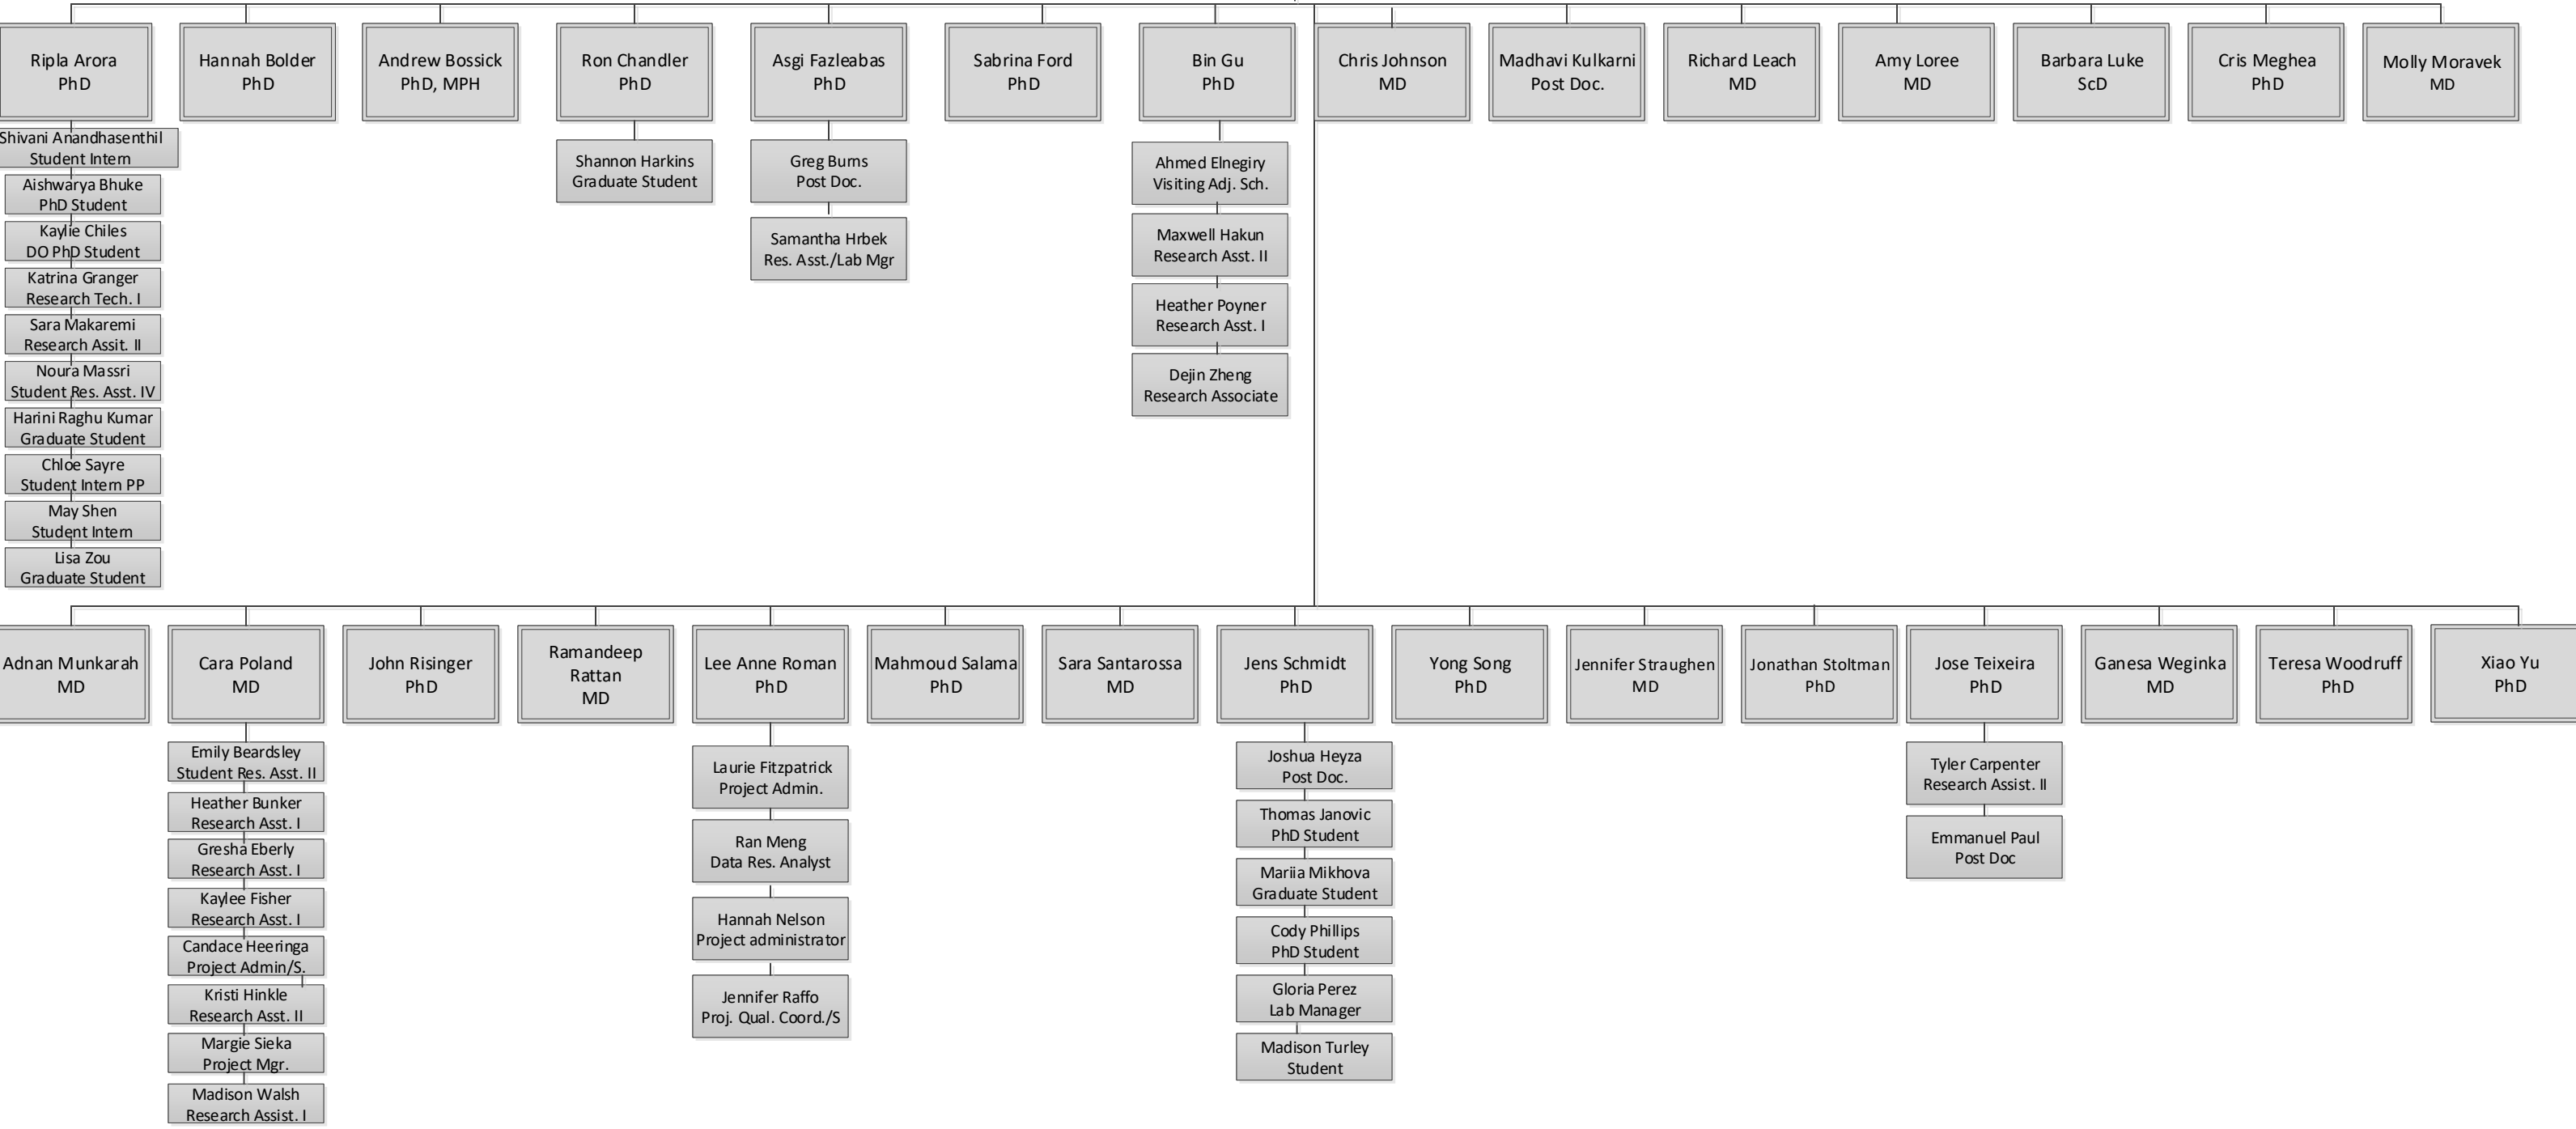 Ripla Arora
PhD
Hannah Bolder
PhD
Andrew Bossick
PhD, MPH
Ron Chandler
PhD
Asgi Fazleabas
PhD
Sabrina Ford
PhD
Bin Gu
PhD
Chris Johnson
MD
Madhavi Kulkarni
Post Doc.
Richard Leach
MD
Amy Loree
MD
Barbara Luke
ScD
Cris Meghea
PhD
Molly Moravek
MD
Shivani Anandhasenthil
Student Intern
Aishwarya Bhuke
PhD Student
Kaylie Chiles
DO PhD Student
Katrina Granger
Research Tech. I
Sara Makaremi
Research Assit. II
Noura Massri
Student Res. Asst. IV
Harini Raghu Kumar
Graduate Student
Chloe Sayre
Student Intern PP
May Shen
Student Intern
Lisa Zou
Graduate Student
Shannon Harkins
Graduate Student
Greg Burns
Post Doc.
Samantha Hrbek
Res. Asst./Lab Mgr
Ahmed Elnegiry
Visiting Adj. Sch.
Maxwell Hakun
Research Asst. II
Heather Poyner
Research Asst. I
Dejin Zheng
Research Associate
Adnan Munkarah
MD
Cara Poland
MD
John Risinger
PhD
Ramandeep
Rattan
MD
Lee Anne Roman
PhD
Mahmoud Salama
PhD
Sara Santarossa
MD
Jens Schmidt
PhD
Yong Song
PhD
Jennifer Straughen
MD
Jonathan Stoltman
PhD
Jose Teixeira
PhD
Ganesa Weginka
MD
Teresa Woodruff
PhD
Xiao Yu
PhD
Emily Beardsley
Student Res. Asst. II
Heather Bunker
Research Asst. I
Gresha Eberly
Research Asst. I
Kaylee Fisher
Research Asst. I
Candace Heeringa
Project Admin/S.
Kristi Hinkle
Research Asst. II
Margie Sieka
Project Mgr.
Madison Walsh
Research Assist. I
Laurie Fitzpatrick
Project Admin.
Ran Meng
Data Res. Analyst
Hannah Nelson
Project administrator
Jennifer Raffo
Proj. Qual. Coord./S
Joshua Heyza
Post Doc.
Thomas Janovic
PhD Student
Mariia Mikhova
Graduate Student
Cody Phillips
PhD Student
Gloria Perez
Lab Manager
Madison Turley
Student
Tyler Carpenter
Research Assist. II
Emmanuel Paul
Post Doc